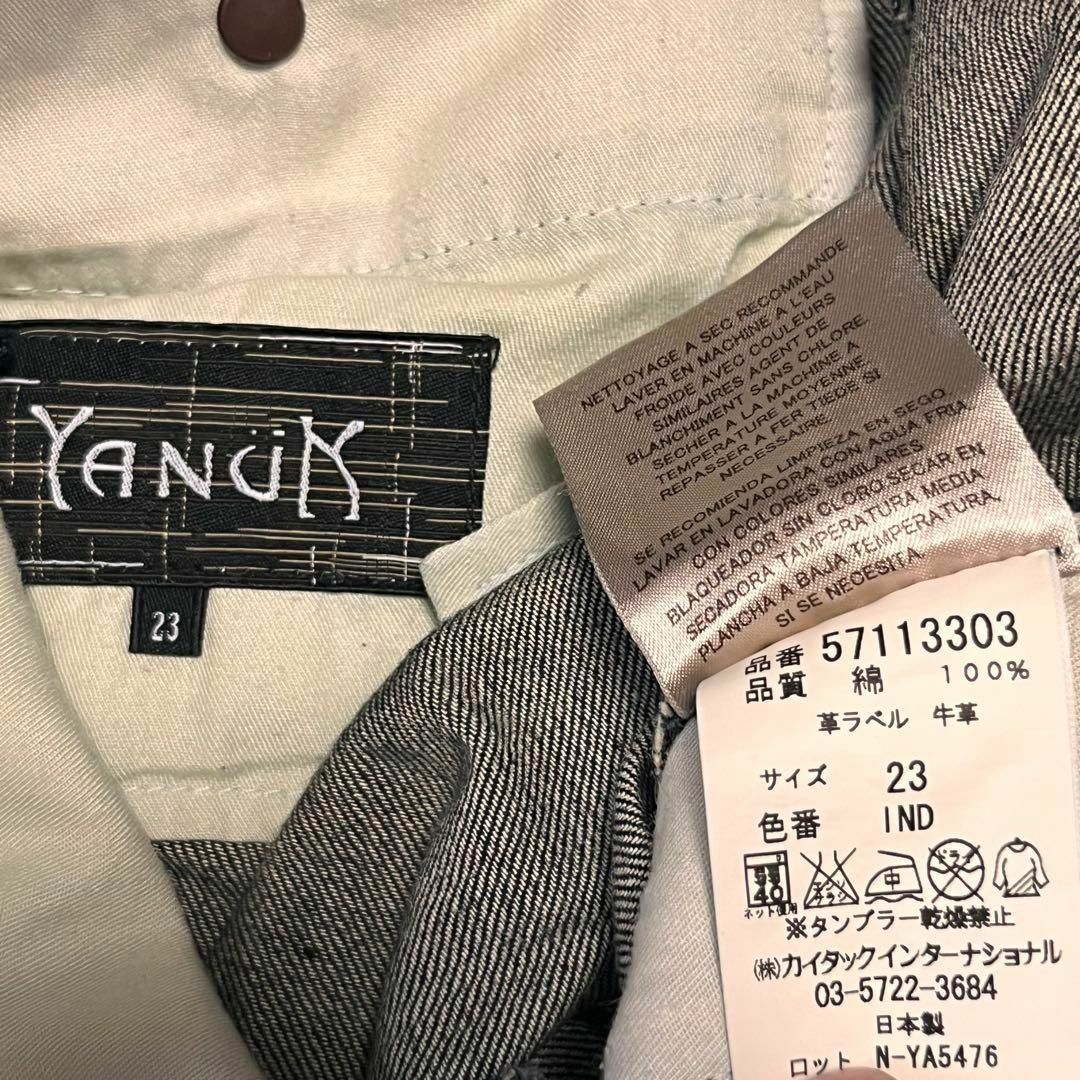 YANÜK
23
NETTOYAGE A SEC RECOMMANDE
LAVER EN MACHINE A L'EAU
FROIDE AVEC COULEURS
SIMILAIRES AGENT DE
BLANCHIMENT SANS CHLORE
SECHER A LA MACHINE A
TEMPERATURE MOYENNE
REPASSER A FER TIEDE SI
NECESSAIRE.
SE RECOMIENDA LIMPIEZA EN SECO
LAVAR EN LAVADORA CON AGUA FRIA
CON COLORES SIMILARES
BLAQUEADOR SIN CLORO.SECAR EN
SECADORA TAMPERATURA MEDIA
PLANCHA A BAJA TEMPERATURA.
SI SE NECESITA.
品番 57113303
品質 綿 100%
革ラベル 牛革
サイズ 23
色番 IND
40 中 ドライ
ネット使用
※タンブラー乾燥禁止
㈱カイタックインターナショナル
03-5722-3684
日本製
ロット N-YA5476